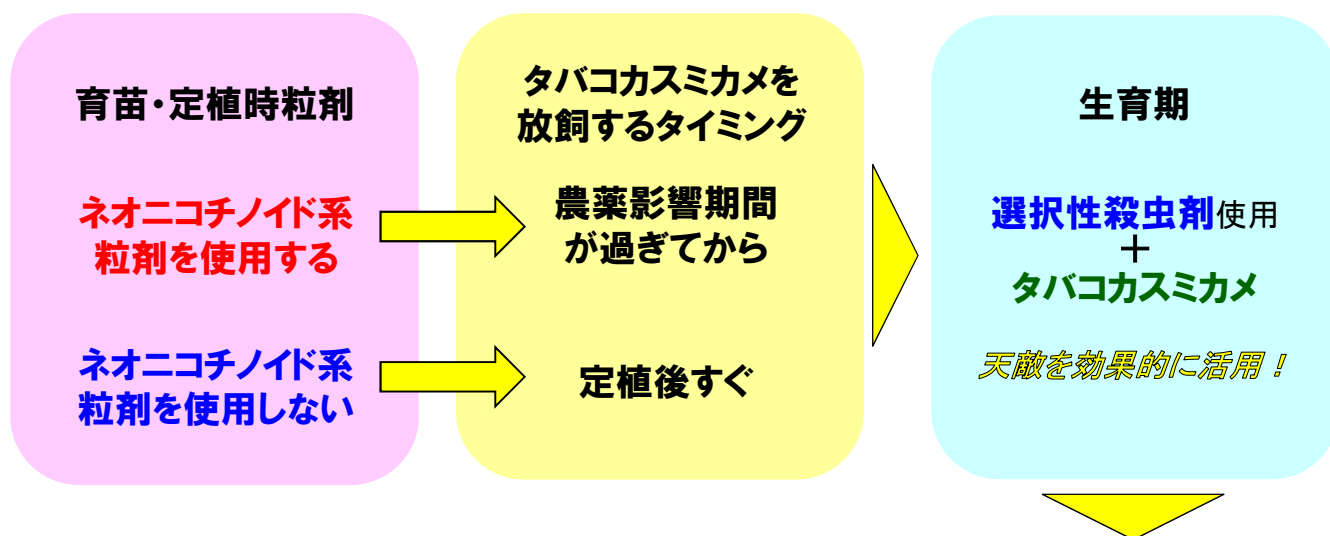 育苗・定植時粒剤
ネオニコチノイド系
粒剤を使用する
ネオニコチノイド系
粒剤を使用しない
タバコカスミカメを
放飼するタイミング
農薬影響期間
が過ぎてから
定植後すぐ
生育期
選択性殺虫剤使用
＋
タバコカスミカメ
天敵を効果的に活用！